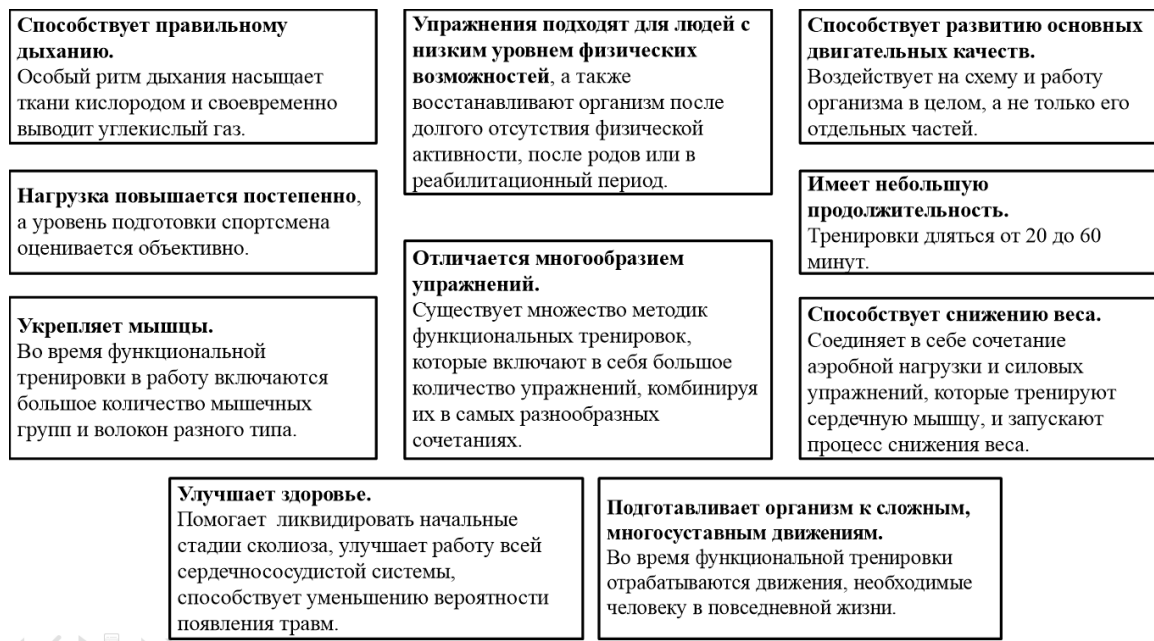 Способствует правильному
дыханию.
Особый ритм дыхания насыщает
ткани кислородом и своевременно
выводит углекислый газ.
Упражнения подходят для людей с
низким уровнем физических
возможностей, а также
восстанавливают организм после
долгого отсутствия физической
активности, после родов или в
реабилитационный период.
Способствует развитию основных
двигательных качеств.
Воздействует на схему и работу
организма в целом, а не только его
отдельных частей.
Нагрузка повышается постепенно,
а уровень подготовки спортсмена
оценивается объективно.
Отличается многообразием
упражнений.
Существует множество методик
функциональных тренировок,
которые включают в себя большое
количество упражнений, комбинируя
их в самых разнообразных
сочетаниях.
Имеет небольшую
продолжительность.
Тренировки дляться от 20 до 60
минут.
Укрепляет мышцы.
Во время функциональной
тренировки в работу включаются
большое количество мышечных
групп и волокон разного типа.
Способствует снижению веса.
Соединяет в себе сочетание
аэробной нагрузки и силовых
упражнений, которые тренируют
сердечную мышцу, и запускают
процесс снижения веса.
Улучшает здоровье.
Помогает ликвидировать начальные
стадии сколиоза, улучшает работу всей
сердечнососудистой системы,
способствует уменьшению вероятности
появления травм.
Подготавливает организм к сложным,
многосуставным движениям.
Во время функциональной тренировки
отрабатываются движения, необходимые
человеку в повседневной жизни.